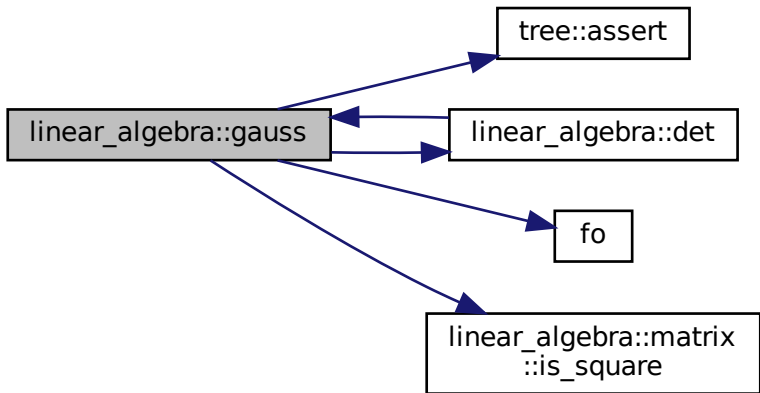 tree::assert
linear_algebra::gauss
linear_algebra::det
fo
linear_algebra::matrix
::is_square